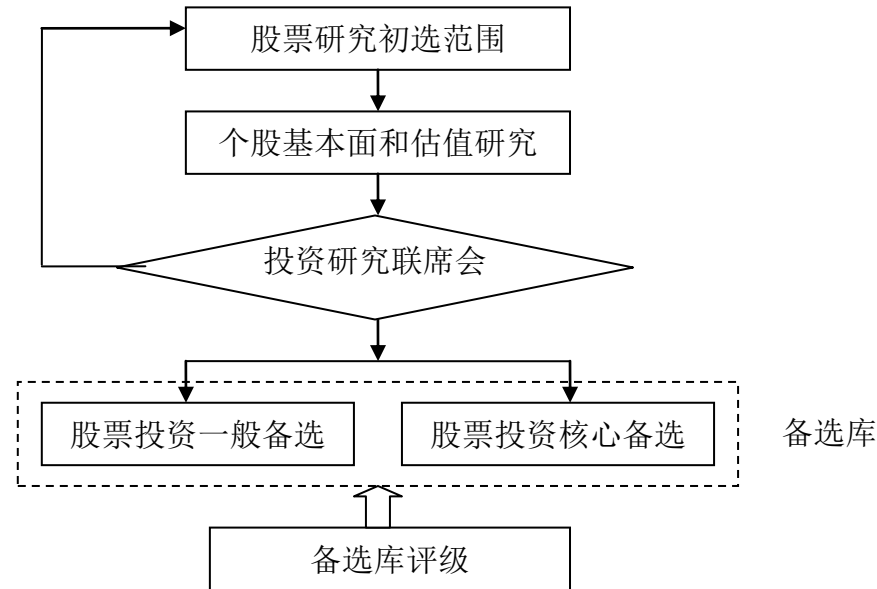 股票研究初选范围
个股基本面和估值研究
投资研究联席会
股票投资一般备选
股票投资核心备选
备选库
备选库评级